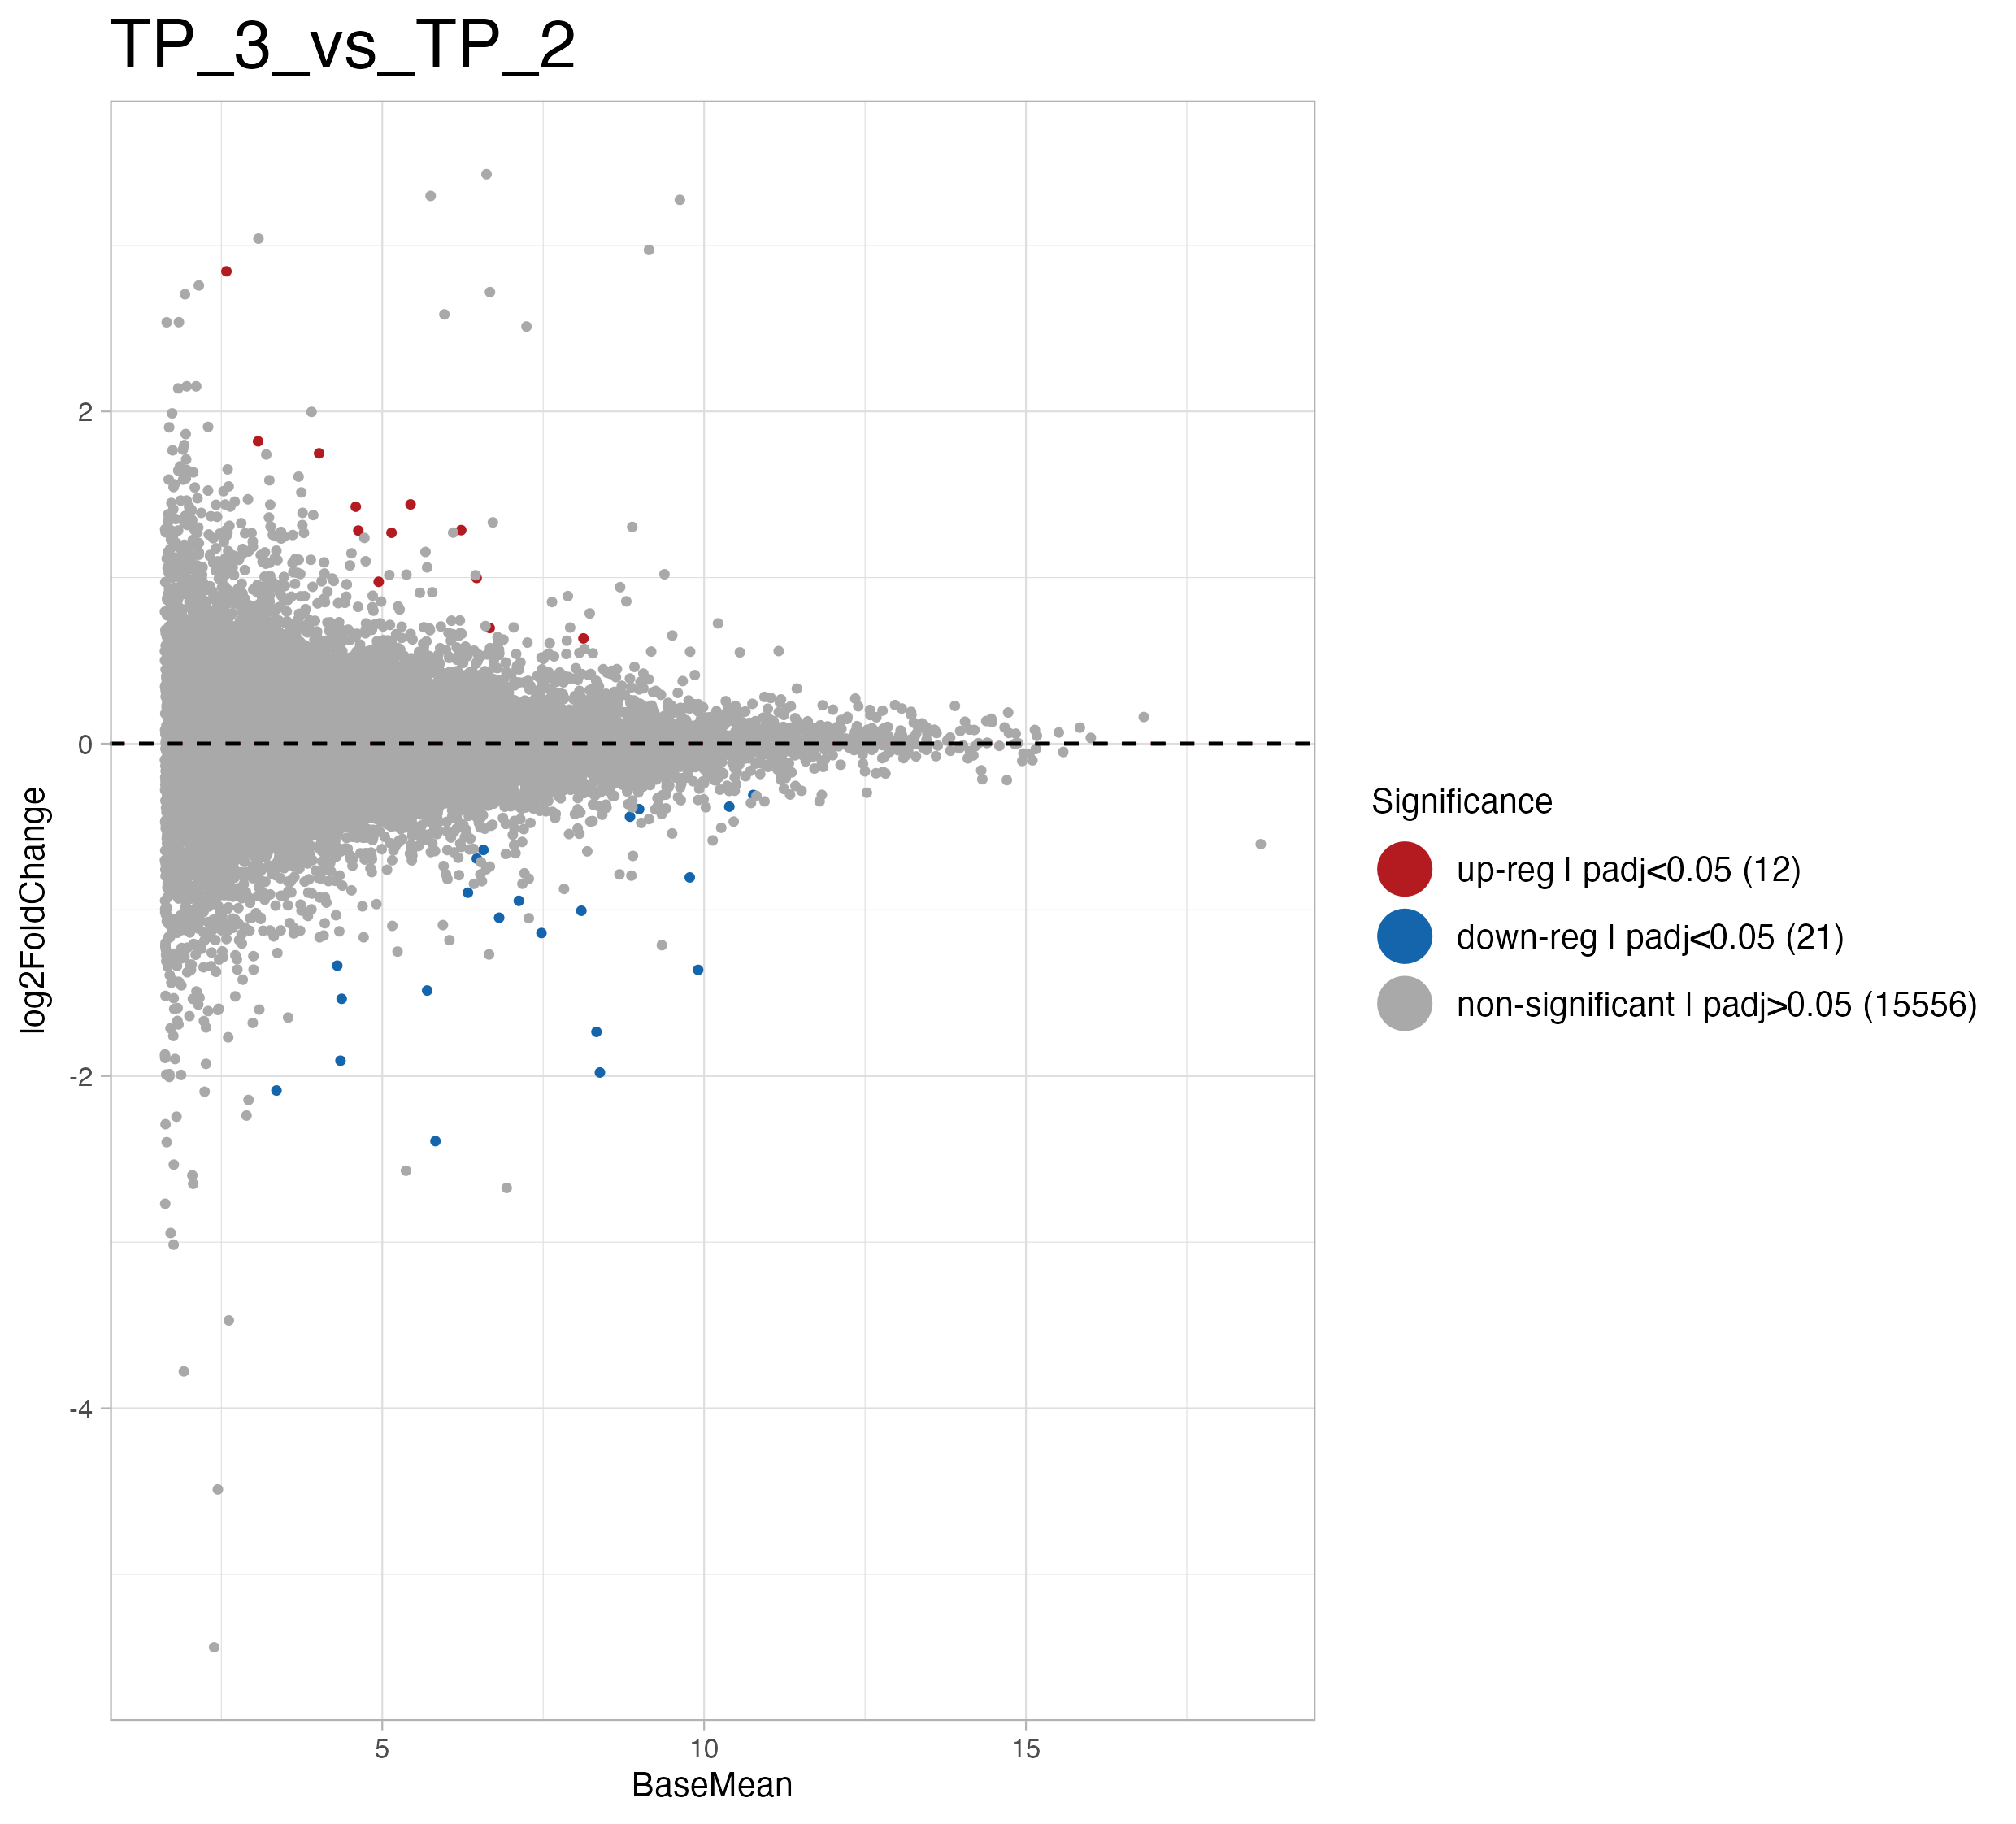 TP_3_vs_TP_2
2
0
-2
-4
log2FoldChange
5 10 15
BaseMean
Significance
up-reg | padj<0.05 (12)
down-reg | padj<0.05 (21)
non-significant | padj>0.05 (15556)